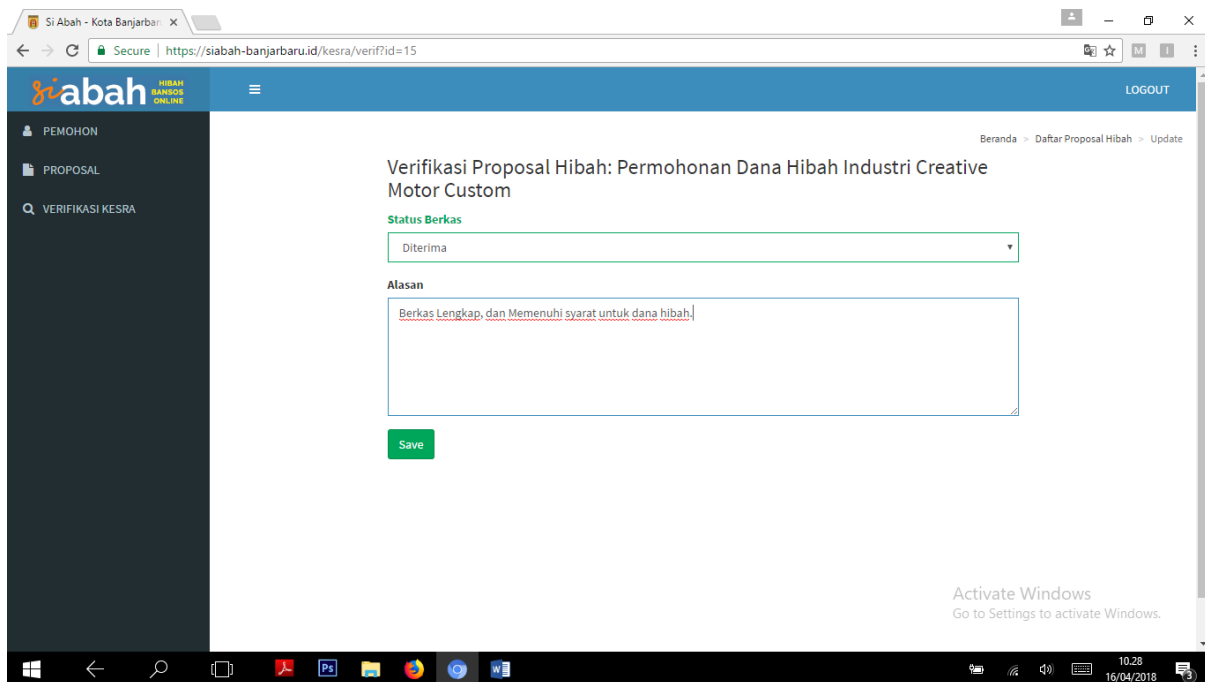 Si Abah - Kota Banjarbar
Secure | https://siabah-banjarbaru.id/kesra/verif?id=15
siabah HIBAH BANSOS ONLINE
LOGOUT
PEMOHON
PROPOSAL
VERIFIKASI KESRA
Beranda > Daftar Proposal Hibah > Update
Verifikasi Proposal Hibah: Permohonan Dana Hibah Industri Creative
Motor Custom
Status Berkas
Diterima
Alasan
Berkas Lengkap, dan Memenuhi syarat untuk dana hibah.
Save
Activate Windows
Go to Settings to activate Windows.
Ps
W
10.28
16/04/2018
3